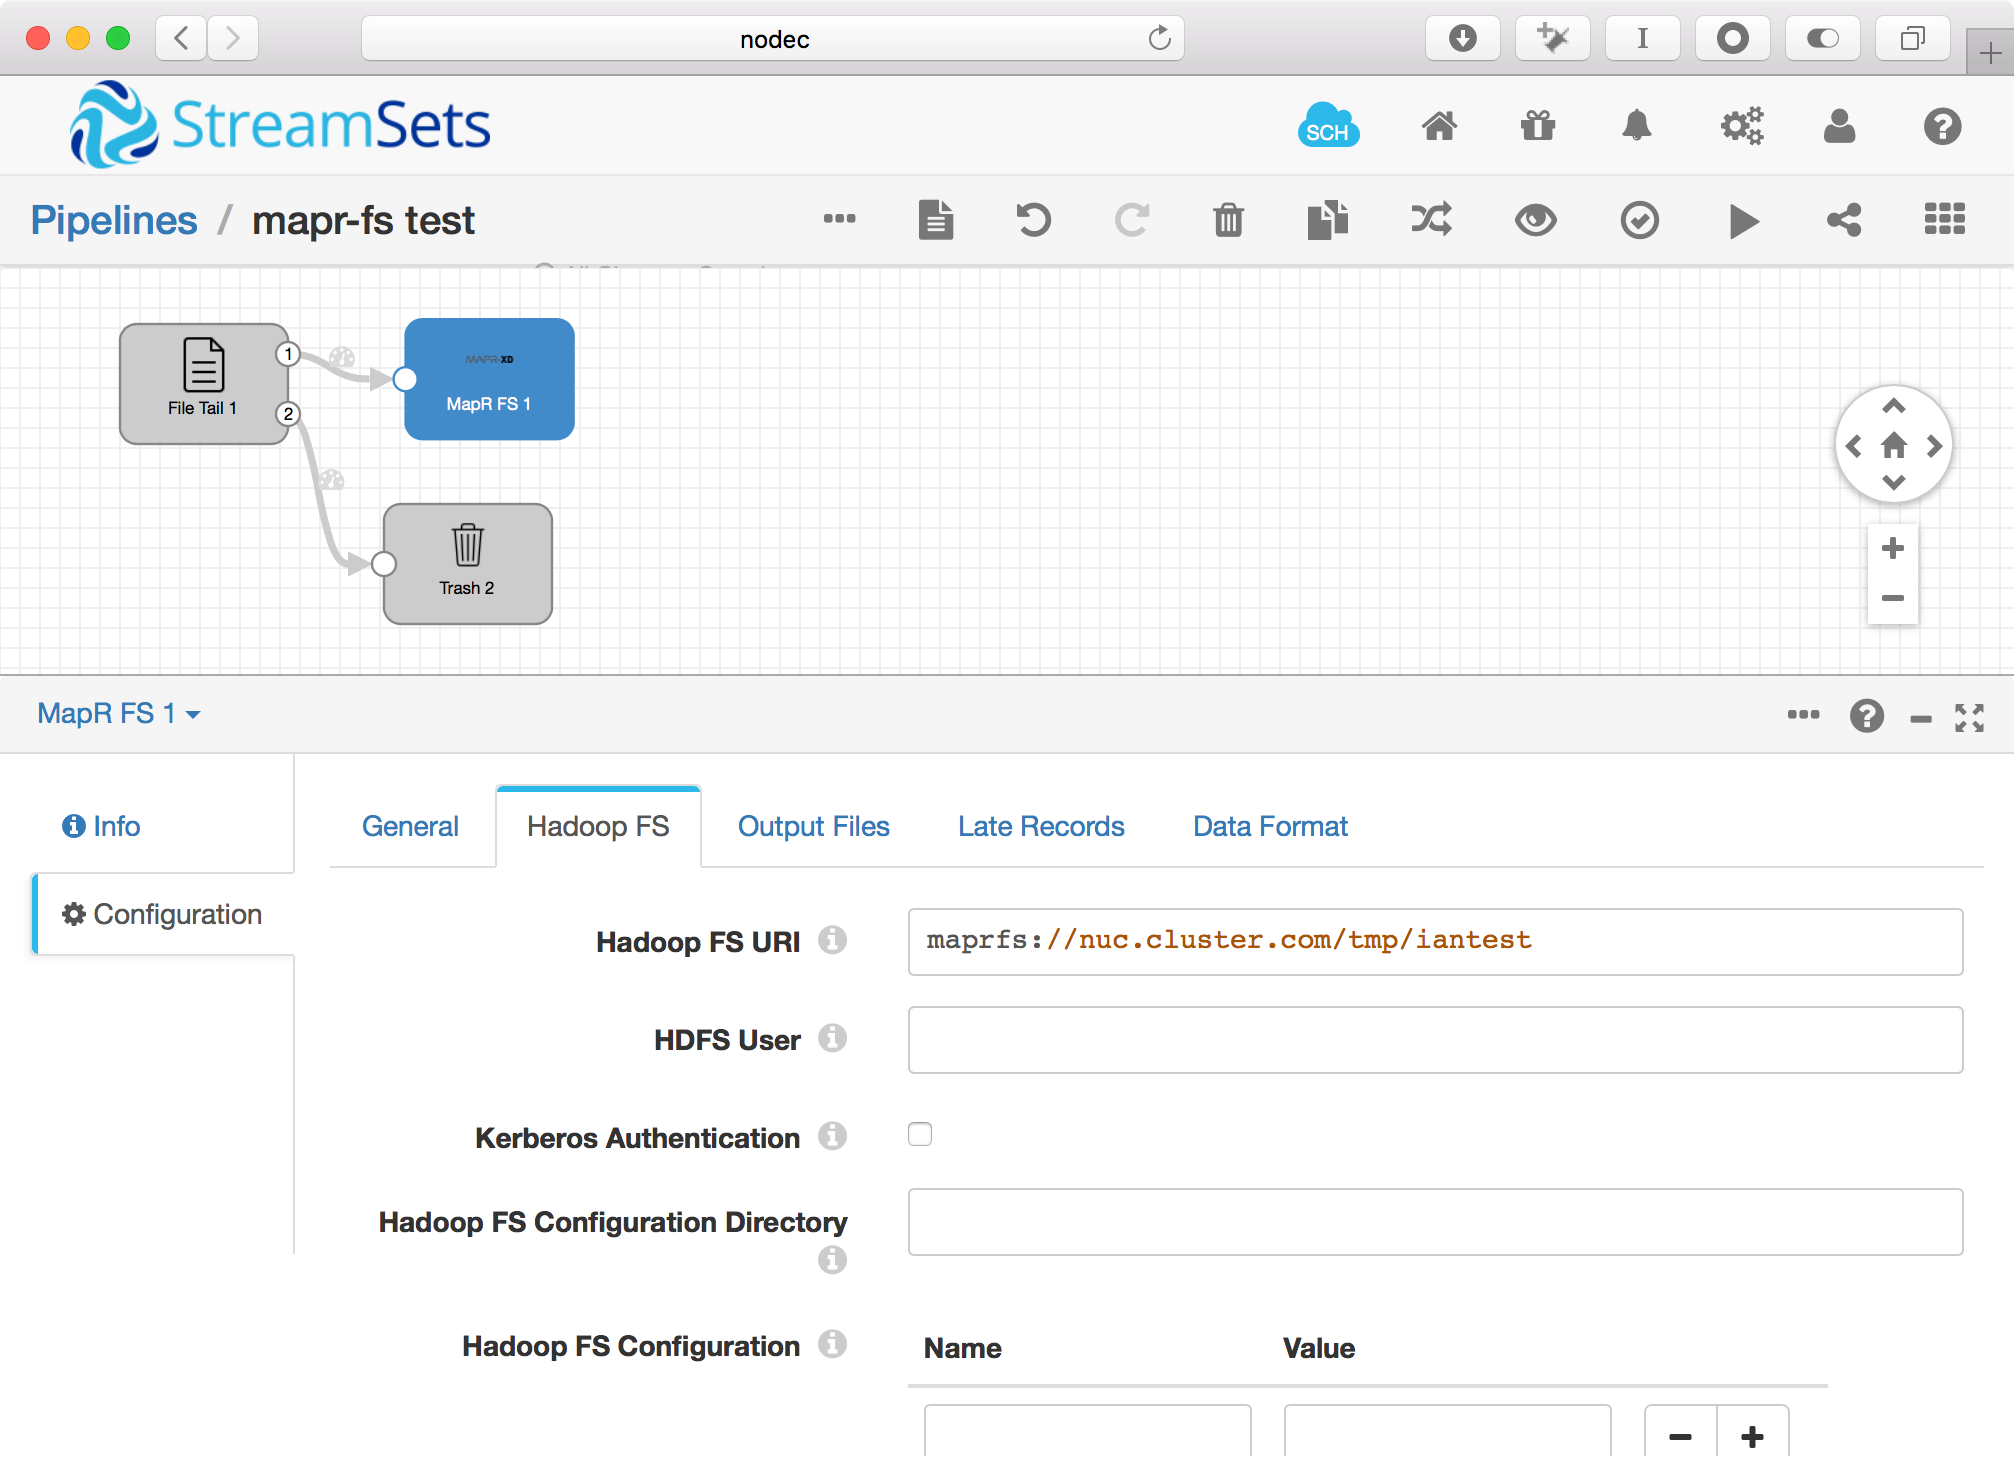 nodec
StreamSets
SCH
Pipelines / mapr-fs test
1
2
File Tail 1
MAPR-XD
MapR FS 1
Trash 2
MapR FS 1
Info
Configuration
General
Hadoop FS
Output Files
Late Records
Data Format
Hadoop FS URI
maprfs://nuc.cluster.com/tmp/iantest
HDFS User
Kerberos Authentication
Hadoop FS Configuration Directory
Hadoop FS Configuration
Name
Value